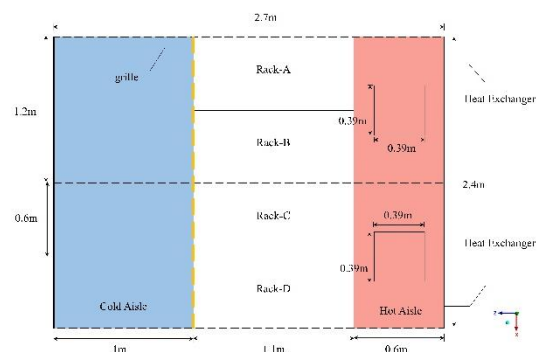 2.7m
grille
Rack-A
Heat Exchanger
1.2m
0.39m
Rack-B
0.39m
2.4m
0.6m
0.39m
Rack-C
Heat Exchanger
0.39m
Rack-D
Cold Aisle
Hot Aisle
1m
1.1m
0.6m